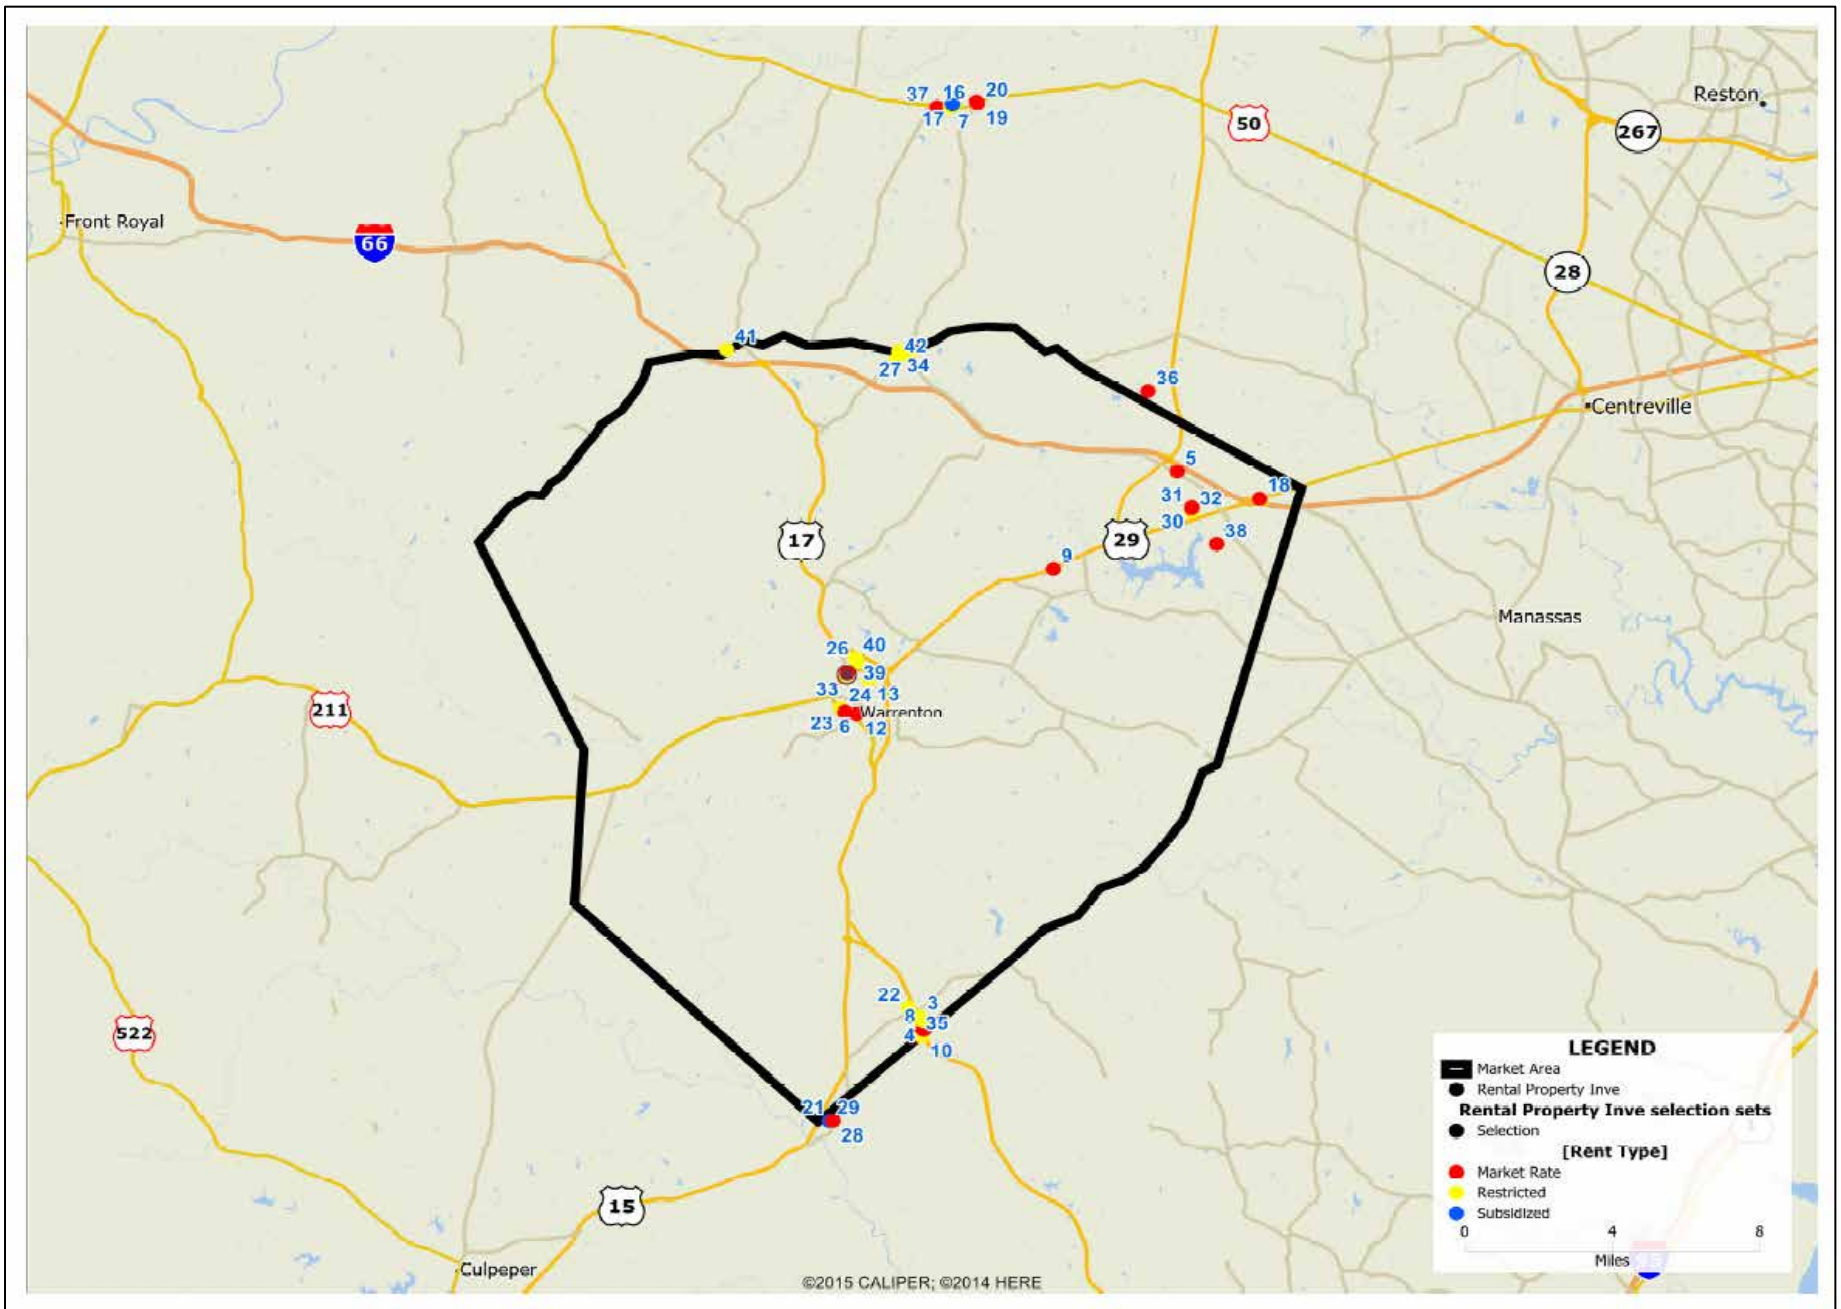 37 16 20
17 7 19
50
Reston
267
Front Royal
66
28
41
42
27 34
36
Centreville
5
31 32 18
30
17
29
38
9
Manassas
26 40
39
33 24 13
211
Warrenton
23 6 12
22 3
8 35
4
10
522
21 29
28
15
Culpeper
LEGEND
Market Area
Rental Property Inve
Rental Property Inve selection sets
Selection
[Rent Type]
Market Rate
Restricted
Subsidized
0 4 8
Miles
©2015 CALIPER; ©2014 HERE